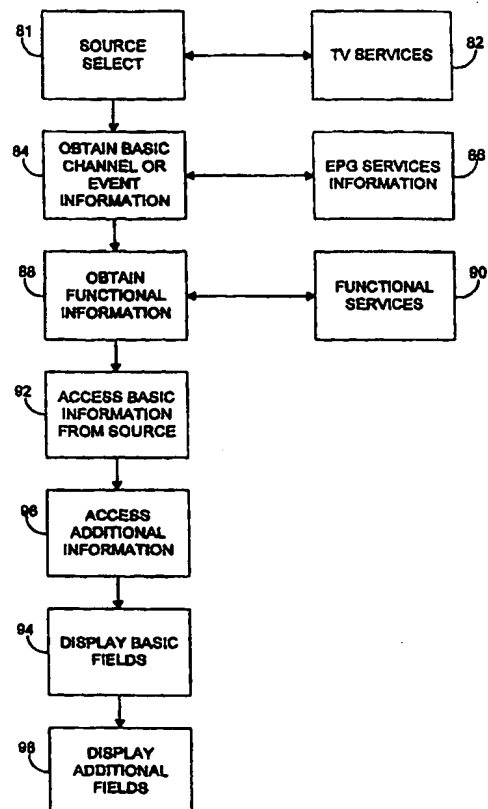 81
SOURCE
SELECT
TV SERVICES
82
84
OBTAIN BASIC
CHANNEL OR
EVENT
INFORMATION
EPG SERVICES
INFORMATION
86
88
OBTAIN
FUNCTIONAL
INFORMATION
FUNCTIONAL
SERVICES
90
92
ACCESS BASIC
INFORMATION
FROM SOURCE
96
ACCESS
ADDITIONAL
INFORMATION
94
DISPLAY BASIC
FIELDS
98
DISPLAY
ADDITIONAL
FIELDS